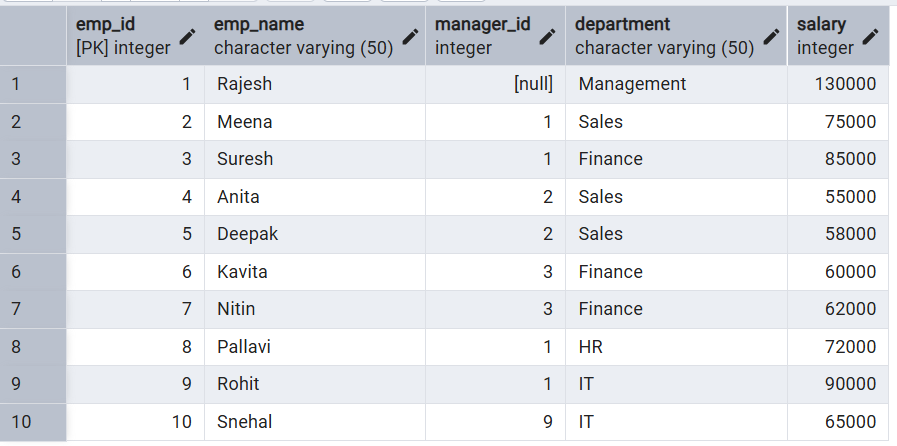 emp_id emp_name manager_id department salary
[PK] integer character varying (50) integer character varying (50) integer
1 1 Rajesh [null] Management 130000
2 2 Meena 1 Sales 75000
3 3 Suresh 1 Finance 85000
4 4 Anita 2 Sales 55000
5 5 Deepak 2 Sales 58000
6 6 Kavita 3 Finance 60000
7 7 Nitin 3 Finance 62000
8 8 Pallavi 1 HR 72000
9 9 Rohit 1 IT 90000
10 10 Snehal 9 IT 65000